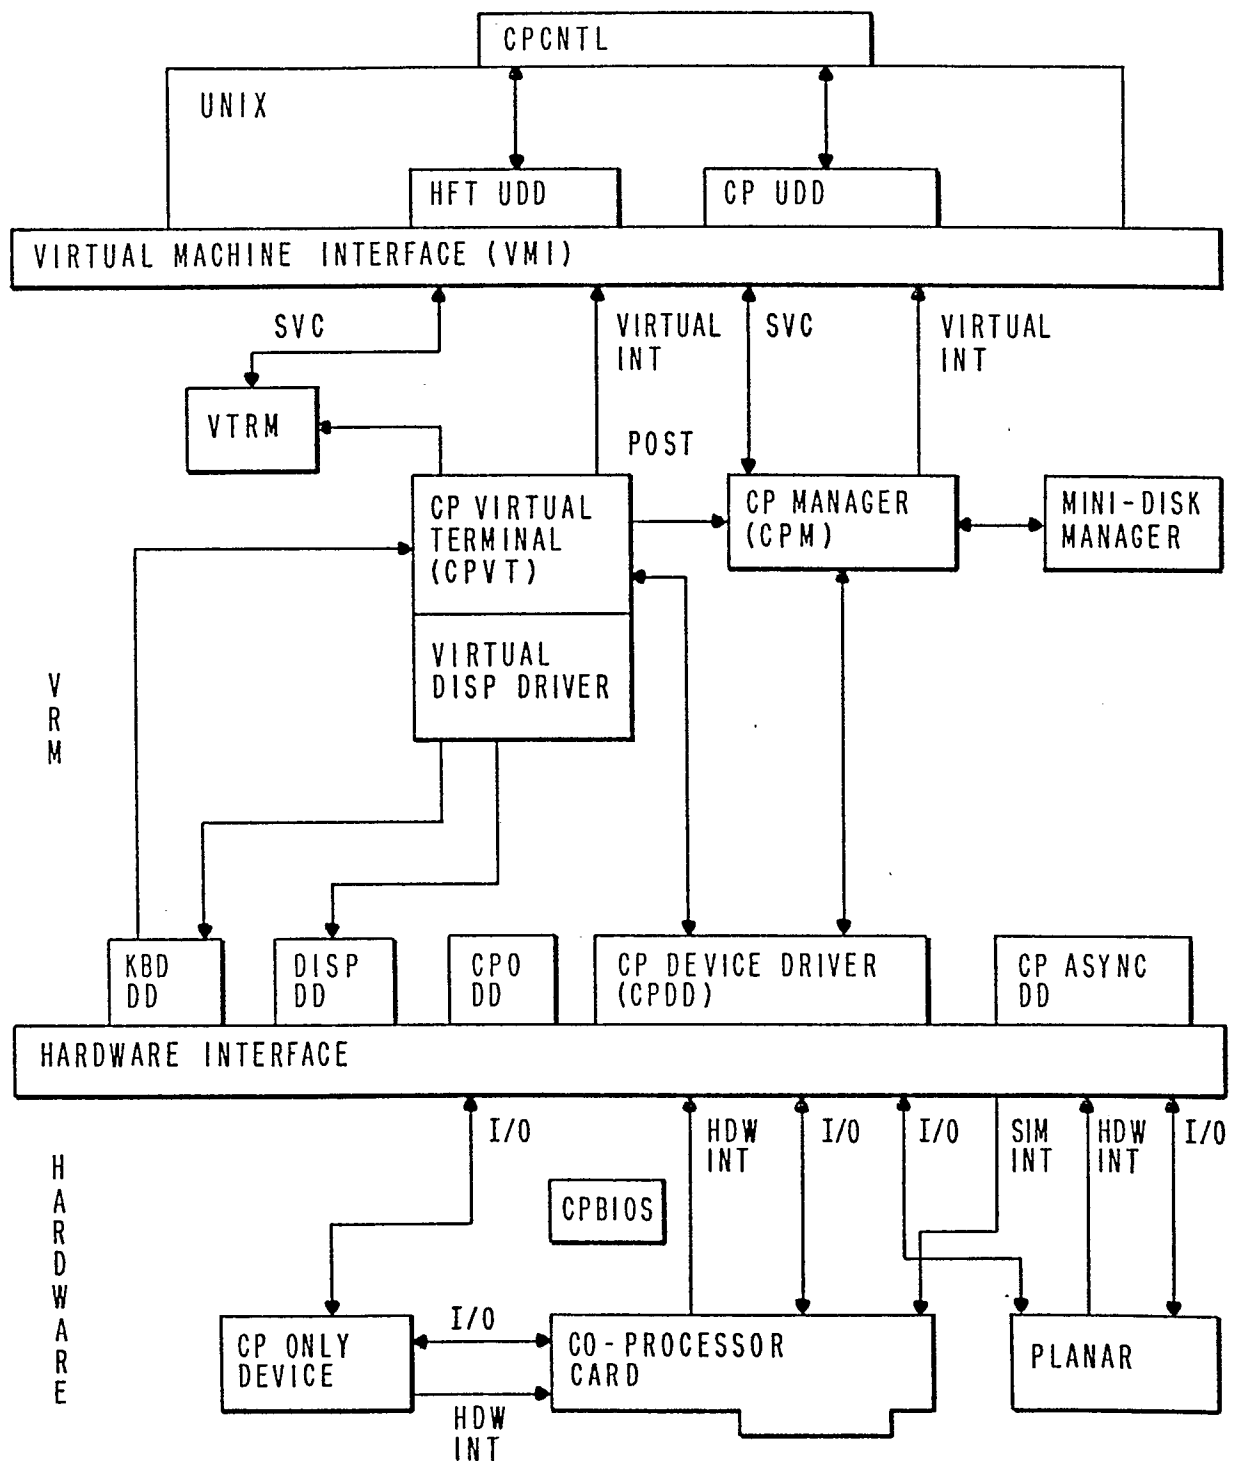 CPCNTL
UNIX
HFT UDD
CP UDD
VIRTUAL MACHINE INTERFACE (VMI)
SVC
VIRTUAL
INT
SVC
VIRTUAL
INT
VTRM
POST
CP VIRTUAL
TERMINAL
(CPVT)
CP MANAGER
(CPM)
MINI-DISK
MANAGER
VIRTUAL
DISP DRIVER
VRM
KBD
DD
DISP
DD
CPO
DD
CP DEVICE DRIVER
(CPDD)
CP ASYNC
DD
HARDWARE INTERFACE
I/O
HDW
INT
I/O
I/O
SIM
INT
HDW
INT
I/O
HARDWARE
CPBIOS
CP ONLY
DEVICE
I/O
HDW
INT
CO-PROCESSOR
CARD
PLANAR